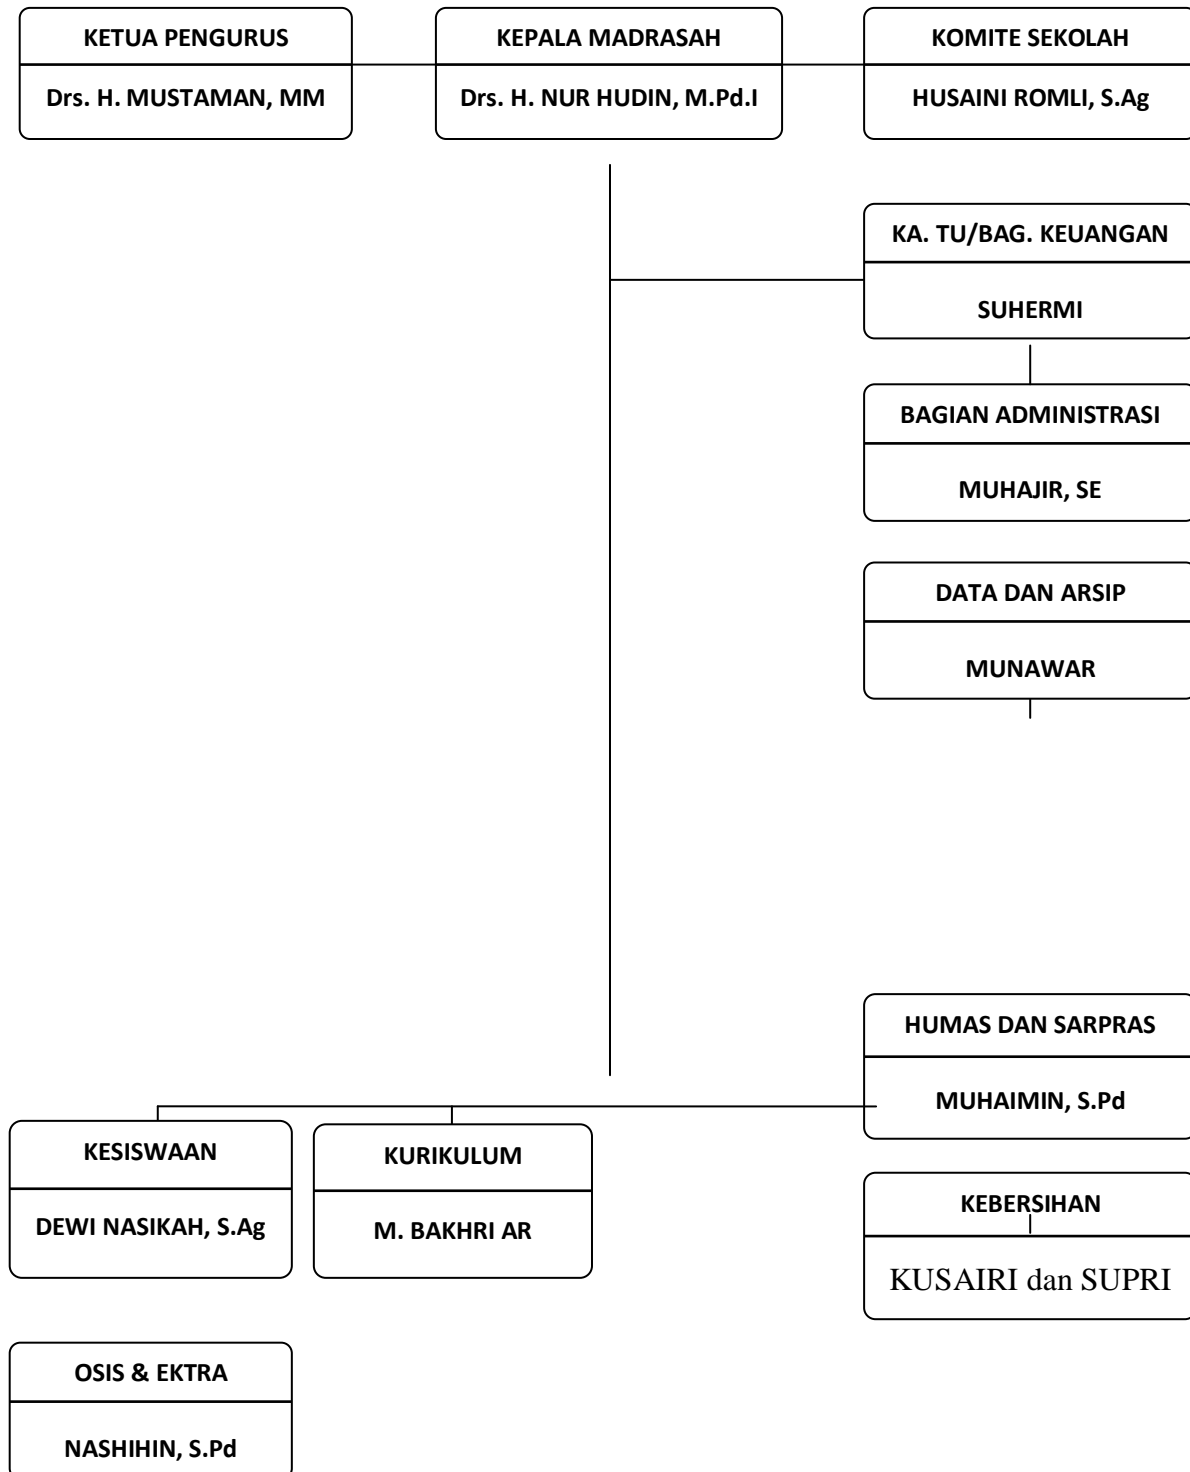 KETUA PENGURUS
Drs. H. MUSTAMAN, MM
KEPALA MADRASAH
Drs. H. NUR HUDIN, M.Pd.I
KOMITE SEKOLAH
HUSAINI ROMLI, S.Ag
KA. TU/BAG. KEUANGAN
SUHERMI
BAGIAN ADMINISTRASI
MUHAJIR, SE
DATA DAN ARSIP
MUNAWAR
HUMAS DAN SARPRAS
MUHAIMIN, S.Pd
KESISWAAN
DEWI NASIKAH, S.Ag
KURIKULUM
M. BAKHRI AR
KEBERSIHAN
KUSAIRI dan SUPRI
OSIS & EKTRA
NASHIHIN, S.Pd